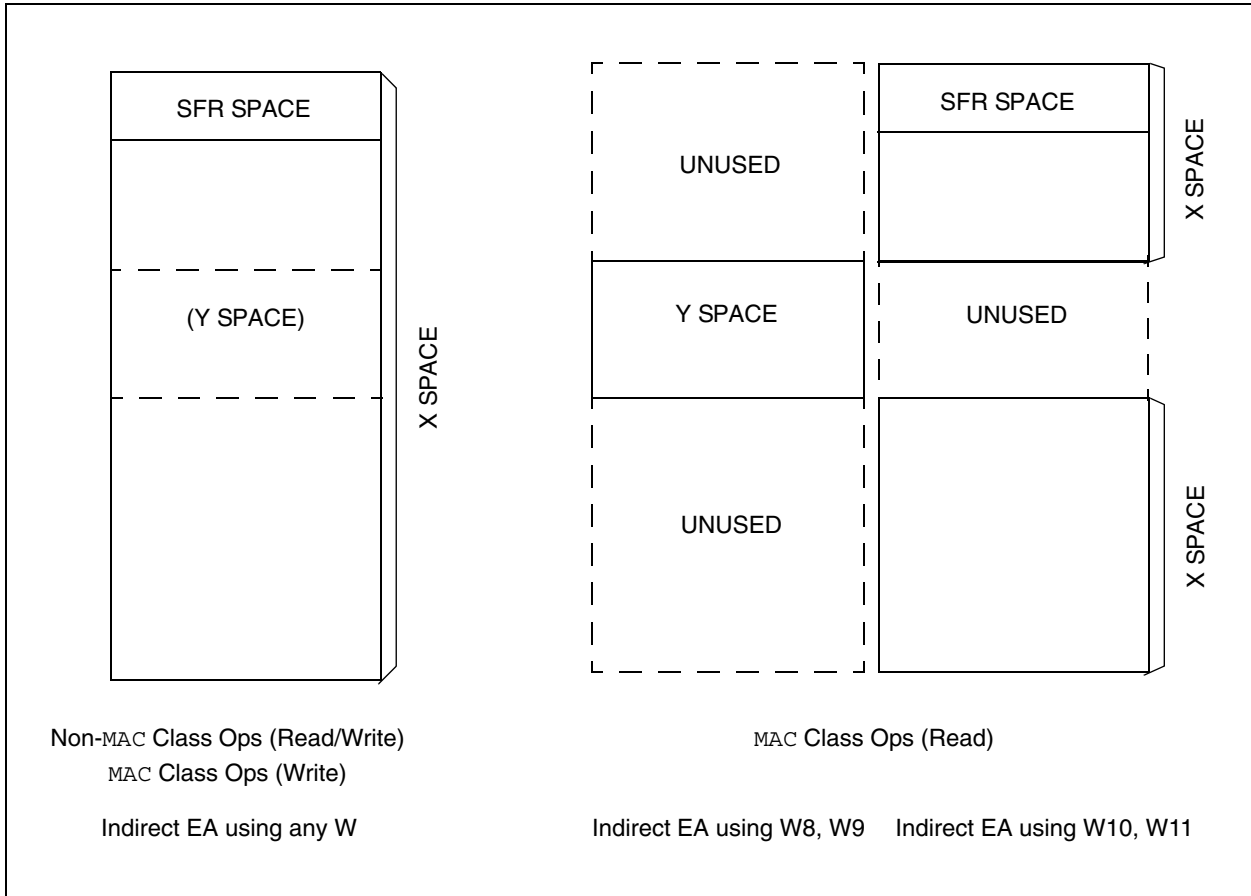 SFR SPACE
(Y SPACE)
X SPACE
Non-MAC Class Ops (Read/Write)
MAC Class Ops (Write)
Indirect EA using any W
UNUSED
Y SPACE
UNUSED
SFR SPACE
X SPACE
UNUSED
X SPACE
MAC Class Ops (Read)
Indirect EA using W8, W9
Indirect EA using W10, W11